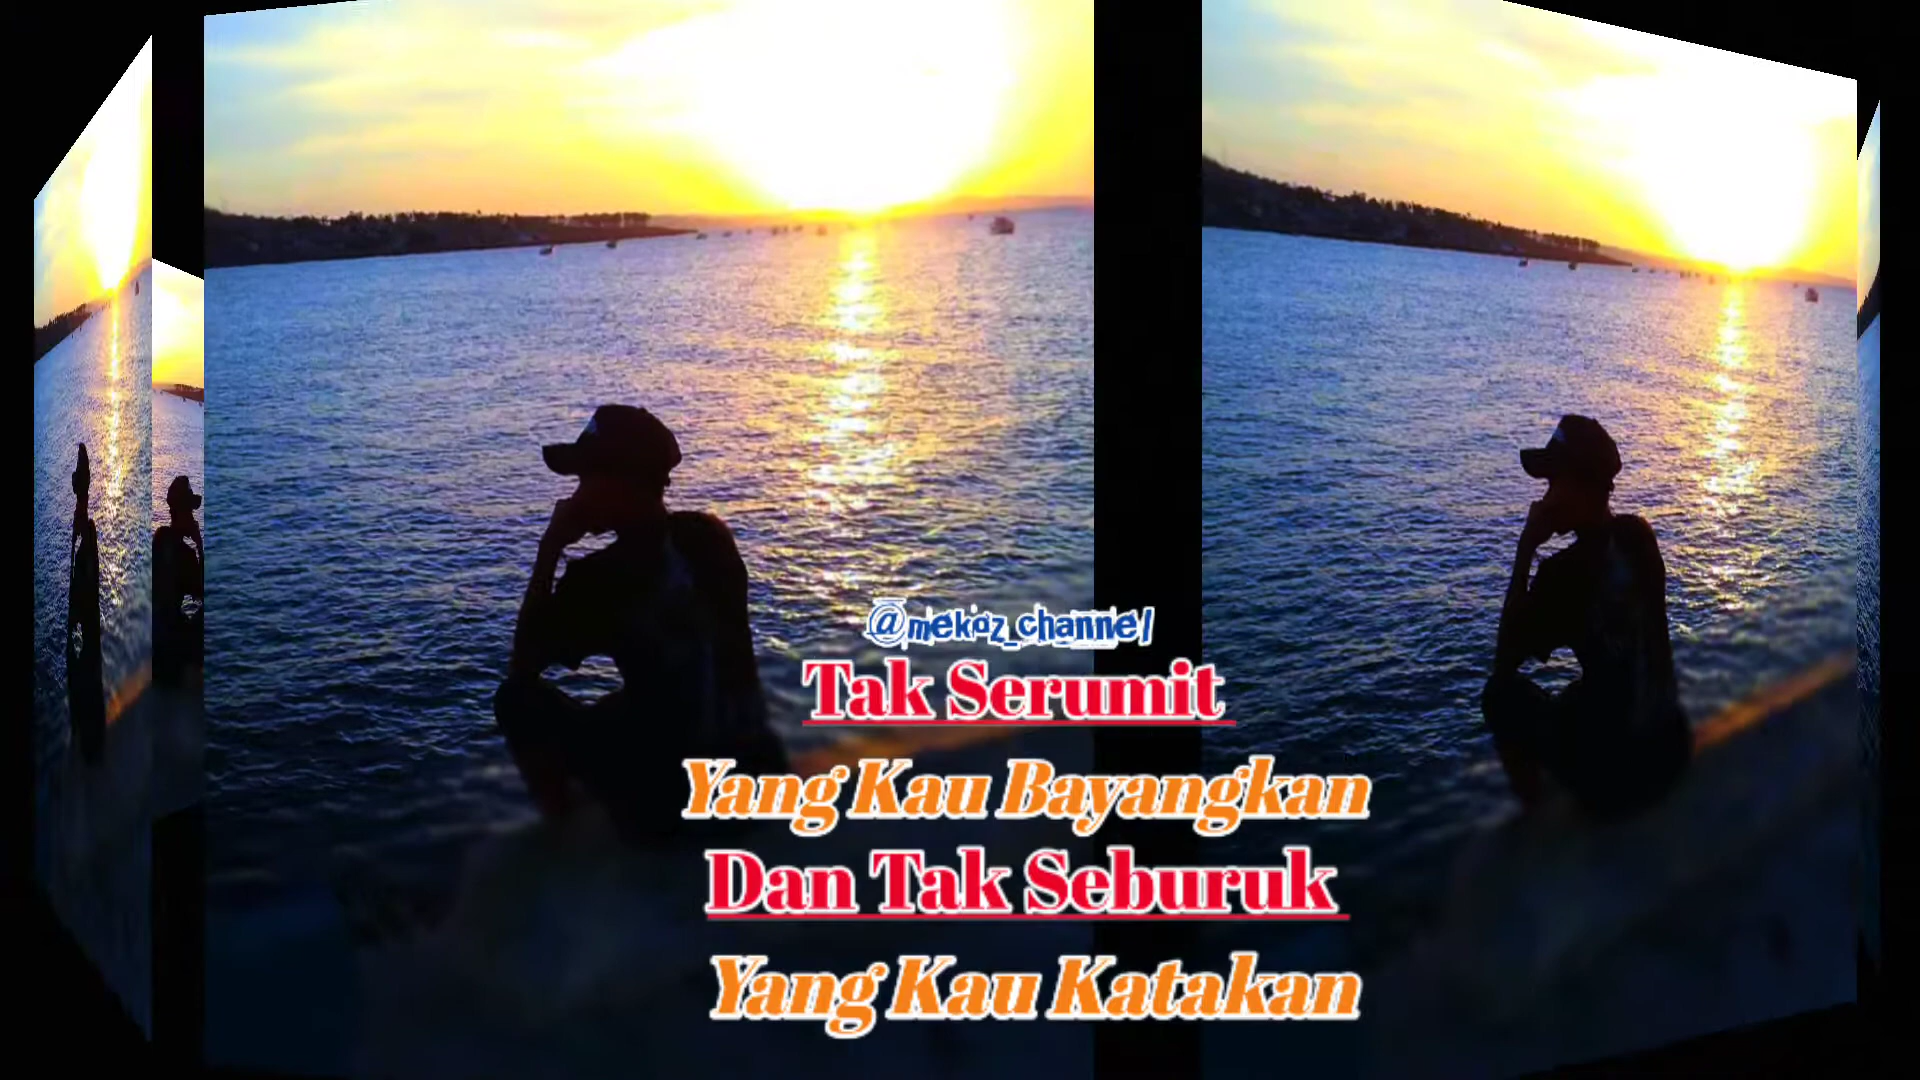 @mekoz_channel
Tak Serumit
Yang Kau Bayangkan
Dan Tak Seburuk
Yang Kau Katakan